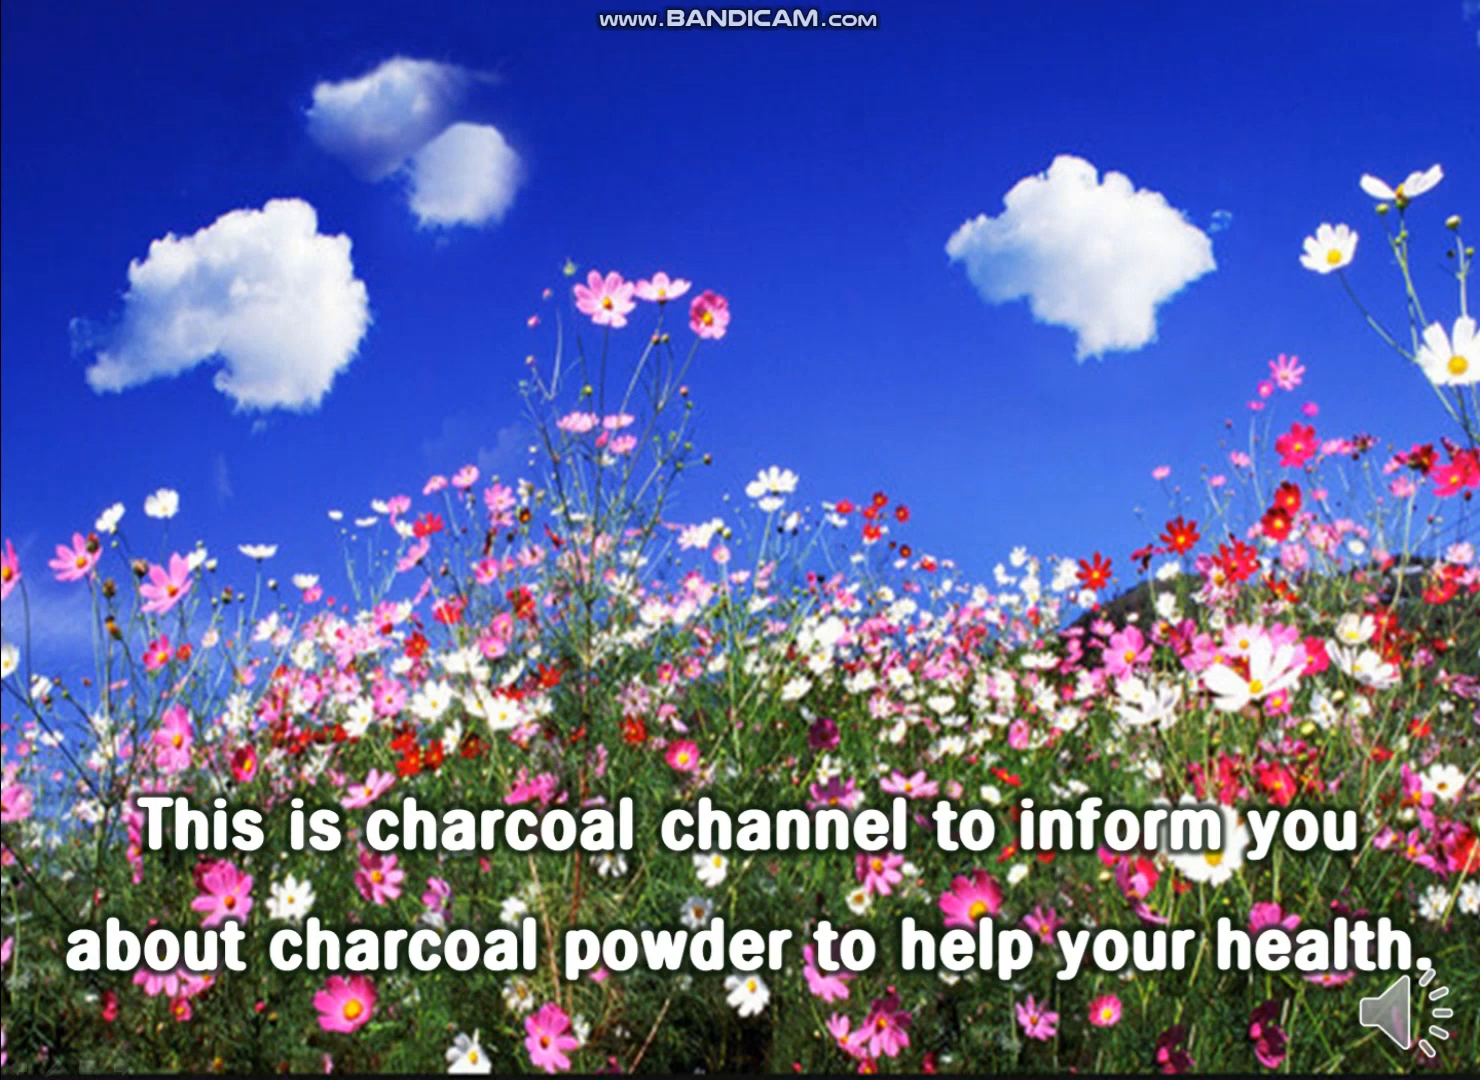 www.BANDICAM.com
This is charcoal channel to inform you
about charcoal powder to help your health.